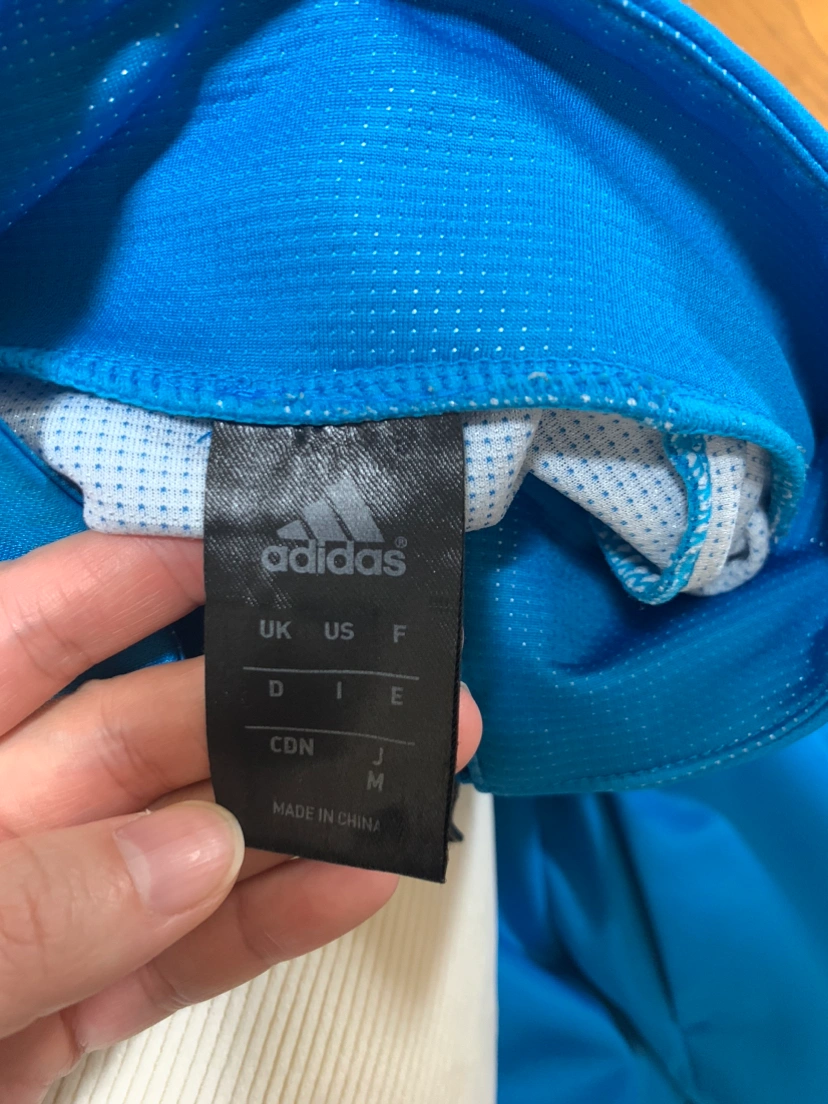 adidas®
UK US F
D I E
CDN J
M
MADE IN CHINA